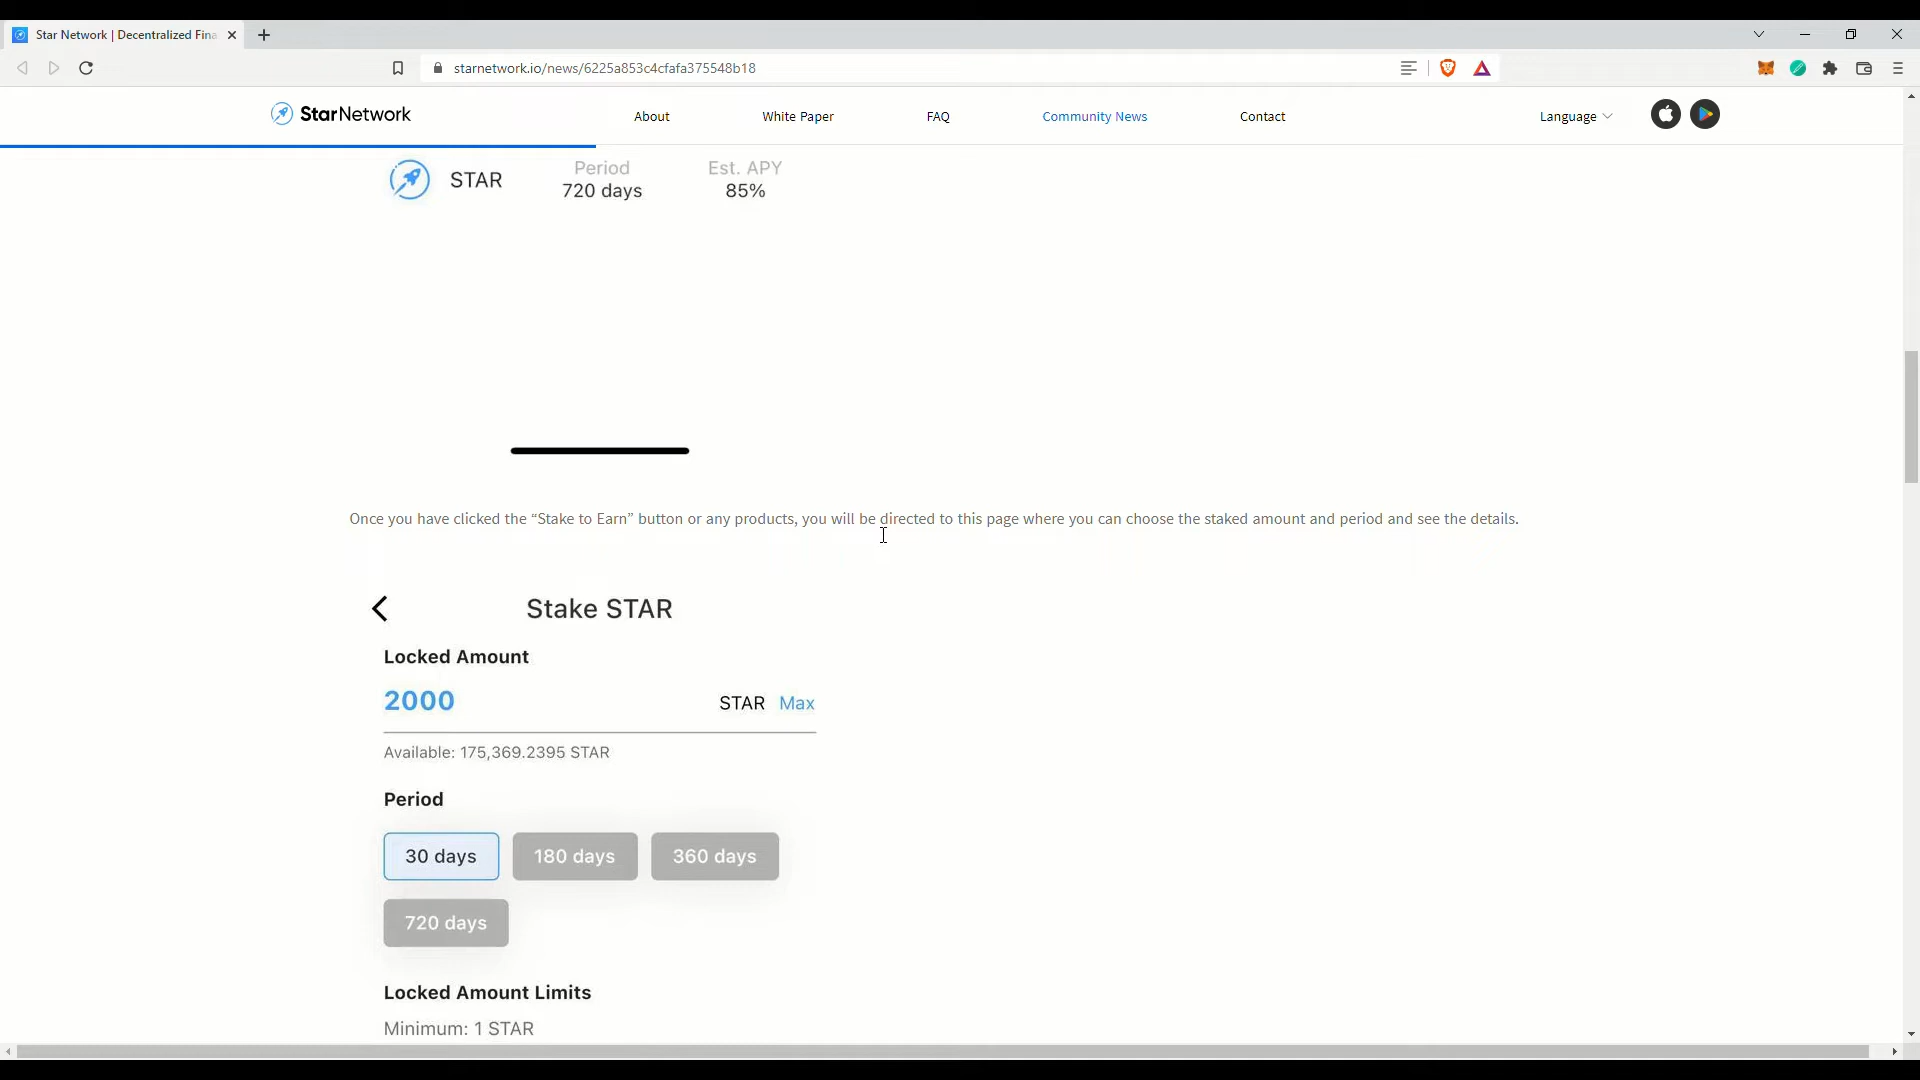 Star Network | Decentralized Fina
starnetwork.io/news/6225a853c4cfafa375548b18
StarNetwork
About
White Paper
FAQ
Community News
Contact
Language
STAR
Period
720 days
Est. APY
85%
Once you have clicked the “Stake to Earn” button or any products, you will be directed to this page where you can choose the staked amount and period and see the details.
Stake STAR
Locked Amount
2000 STAR Max
Available: 175,369.2395 STAR
Period
30 days 180 days 360 days
720 days
Locked Amount Limits
Minimum: 1 STAR